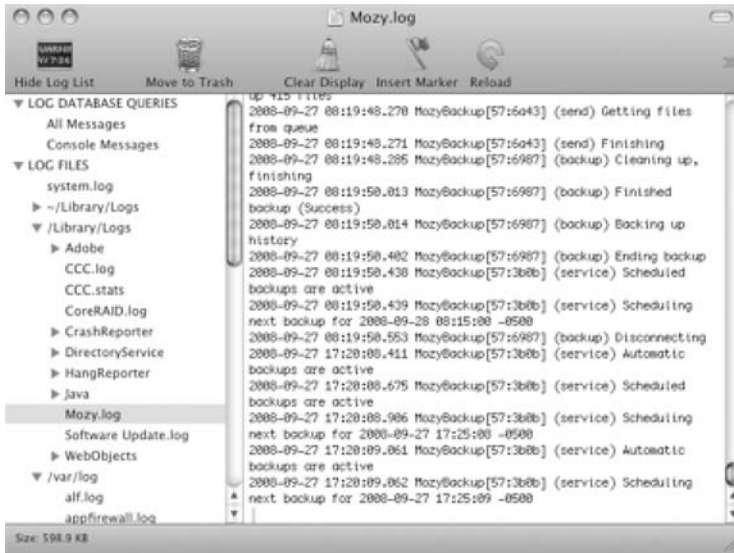 Mozy.log
Hide Log List
Move to Trash
Clear Display
Insert Marker
Reload
LOG DATABASE QUERIES
All Messages
Console Messages
LOG FILES
system.log
~/Library/Logs
/Library/Logs
Adobe
CCC.log
CCC.stats
CoreRAID.log
CrashReporter
DirectoryService
HangReporter
Java
Mozy.log
Software Update.log
WebObjects
/var/log
alf.log
appfirewall.log
up 415 files
2008-09-27 08:19:48.270 MozyBackup[57:6a43] (send) Getting files
from queue
2008-09-27 08:19:48.271 MozyBackup[57:6a43] (send) Finishing
2008-09-27 08:19:48.285 MozyBackup[57:6987] (backup) Cleaning up,
finishing
2008-09-27 08:19:50.013 MozyBackup[57:6987] (backup) Finished
backup (Success)
2008-09-27 08:19:50.014 MozyBackup[57:6987] (backup) Backing up
history
2008-09-27 08:19:50.402 MozyBackup[57:6987] (backup) Ending backup
2008-09-27 08:19:50.438 MozyBackup[57:3b0b] (service) Scheduled
backups are active
2008-09-27 08:19:50.439 MozyBackup[57:3b0b] (service) Scheduling
next backup for 2008-09-28 08:15:00 -0500
2008-09-27 08:19:50.553 MozyBackup[57:6987] (backup) Disconnecting
2008-09-27 17:20:08.411 MozyBackup[57:3b0b] (service) Automatic
backups are active
2008-09-27 17:20:08.675 MozyBackup[57:3b0b] (service) Scheduled
backups are active
2008-09-27 17:20:08.906 MozyBackup[57:3b0b] (service) Scheduling
next backup for 2008-09-27 17:25:08 -0500
2008-09-27 17:20:09.061 MozyBackup[57:3b0b] (service) Automatic
backups are active
2008-09-27 17:20:09.062 MozyBackup[57:3b0b] (service) Scheduling
next backup for 2008-09-27 17:25:09 -0500
Size: 598.9 KB